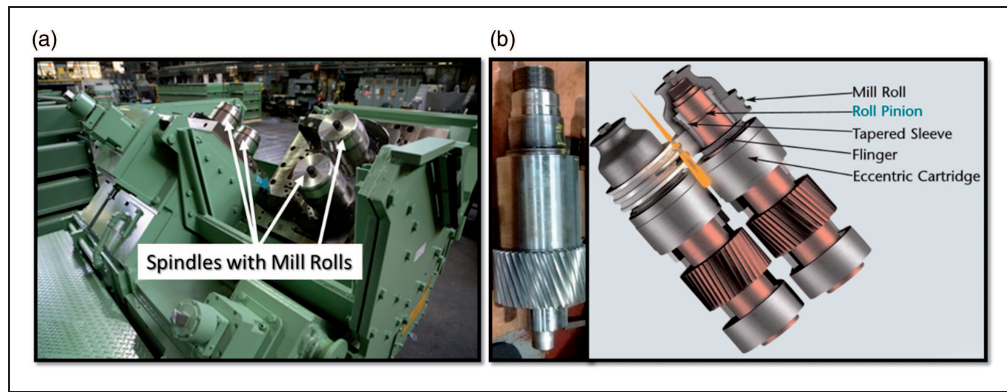 (a)
(b)
Spindles with Mill Rolls
Mill Roll
Roll Pinion
Tapered Sleeve
Flinger
Eccentric Cartridge